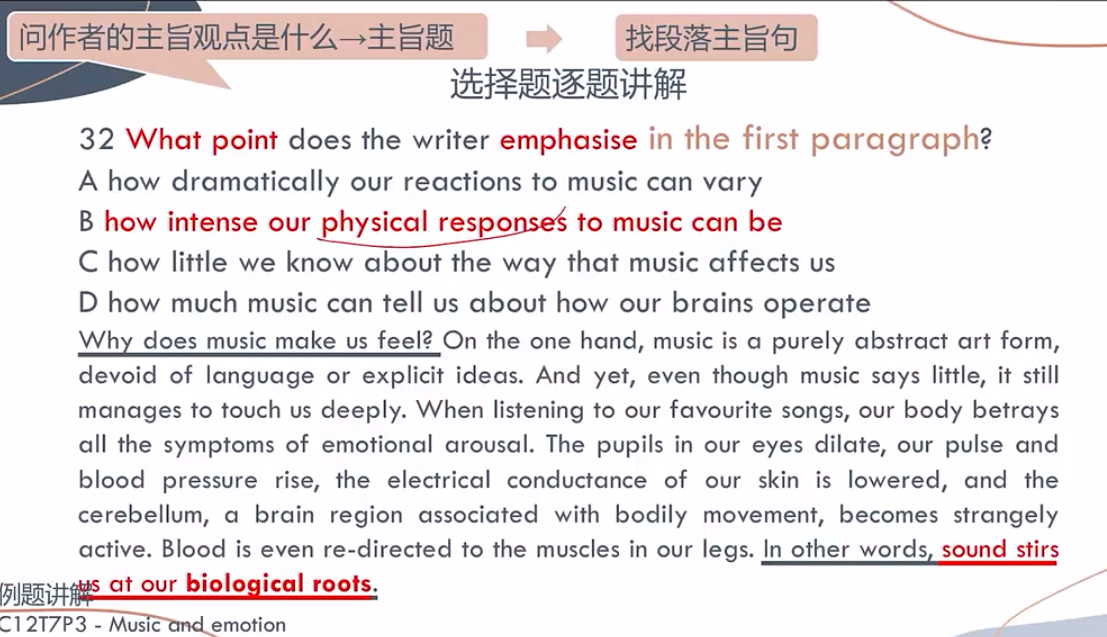 问作者的主旨观点是什么→主旨题
找段落主旨句
选择题逐题讲解
32 What point does the writer emphasise in the first paragraph?
A how dramatically our reactions to music can vary
B how intense our physical responses to music can be
C how little we know about the way that music affects us
D how much music can tell us about how our brains operate
Why does music make us feel? On the one hand, music is a purely abstract art form,
devoid of language or explicit ideas. And yet, even though music says little, it still
manages to touch us deeply. When listening to our favourite songs, our body betrays
all the symptoms of emotional arousal. The pupils in our eyes dilate, our pulse and
blood pressure rise, the electrical conductance of our skin is lowered, and the
cerebellum, a brain region associated with bodily movement, becomes strangely
active. Blood is even re-directed to the muscles in our legs. In other words, sound stirs
us at our biological roots.
例题讲解
C12T7P3 - Music and emotion